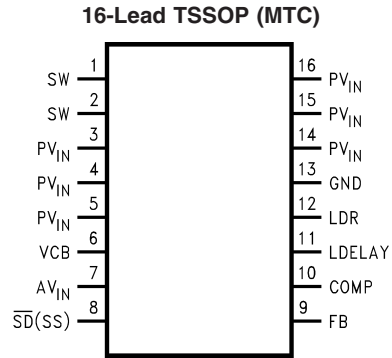 16-Lead TSSOP (MTC)
SW 1 16 PVIN
SW 2 15 PVIN
PVIN 3 14 PVIN
PVIN 4 13 GND
PVIN 5 12 LDR
VCB 6 11 LDELAY
AVIN 7 10 COMP
SD(SS) 8 9 FB